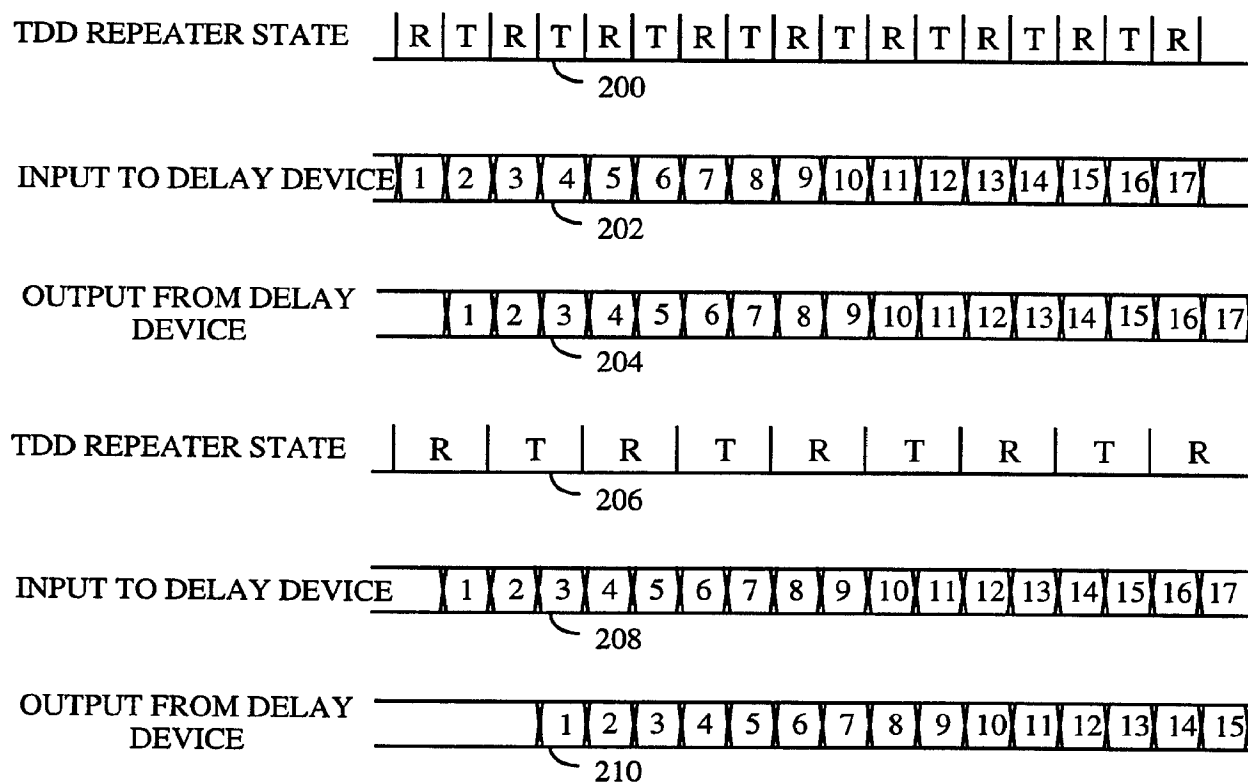 TDD REPEATER STATE R T R T R T R T R T R T R T R T R
200
INPUT TO DELAY DEVICE 1 2 3 4 5 6 7 8 9 10 11 12 13 14 15 16 17
202
OUTPUT FROM DELAY
DEVICE 1 2 3 4 5 6 7 8 9 10 11 12 13 14 15 16 17
204
TDD REPEATER STATE R T R T R T R T R
206
INPUT TO DELAY DEVICE 1 2 3 4 5 6 7 8 9 10 11 12 13 14 15 16 17
208
OUTPUT FROM DELAY
DEVICE 1 2 3 4 5 6 7 8 9 10 11 12 13 14 15
210